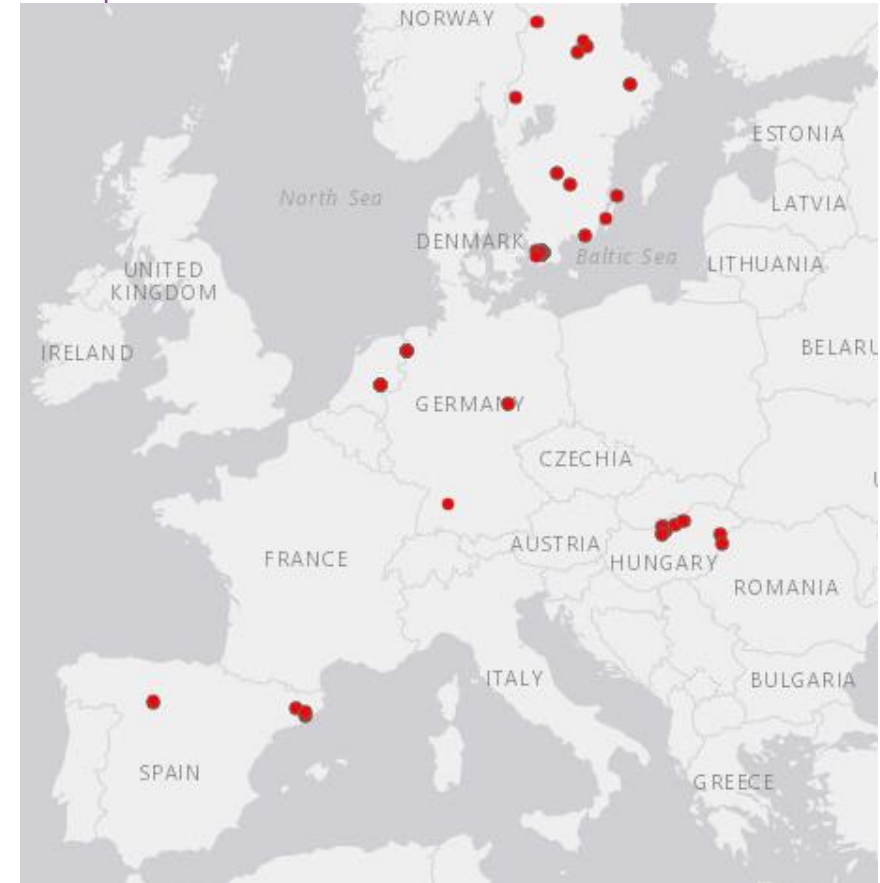 NORWAY
ESTONIA
North Sea
LATVIA
DENMARK
Baltic Sea
LITHUANIA
UNITED
KINGDOM
IRELAND
BELARU
GERMANY
CZECHIA
AUSTRIA
FRANCE
HUNGARY
ROMANIA
ITALY
BULGARIA
SPAIN
GREECE